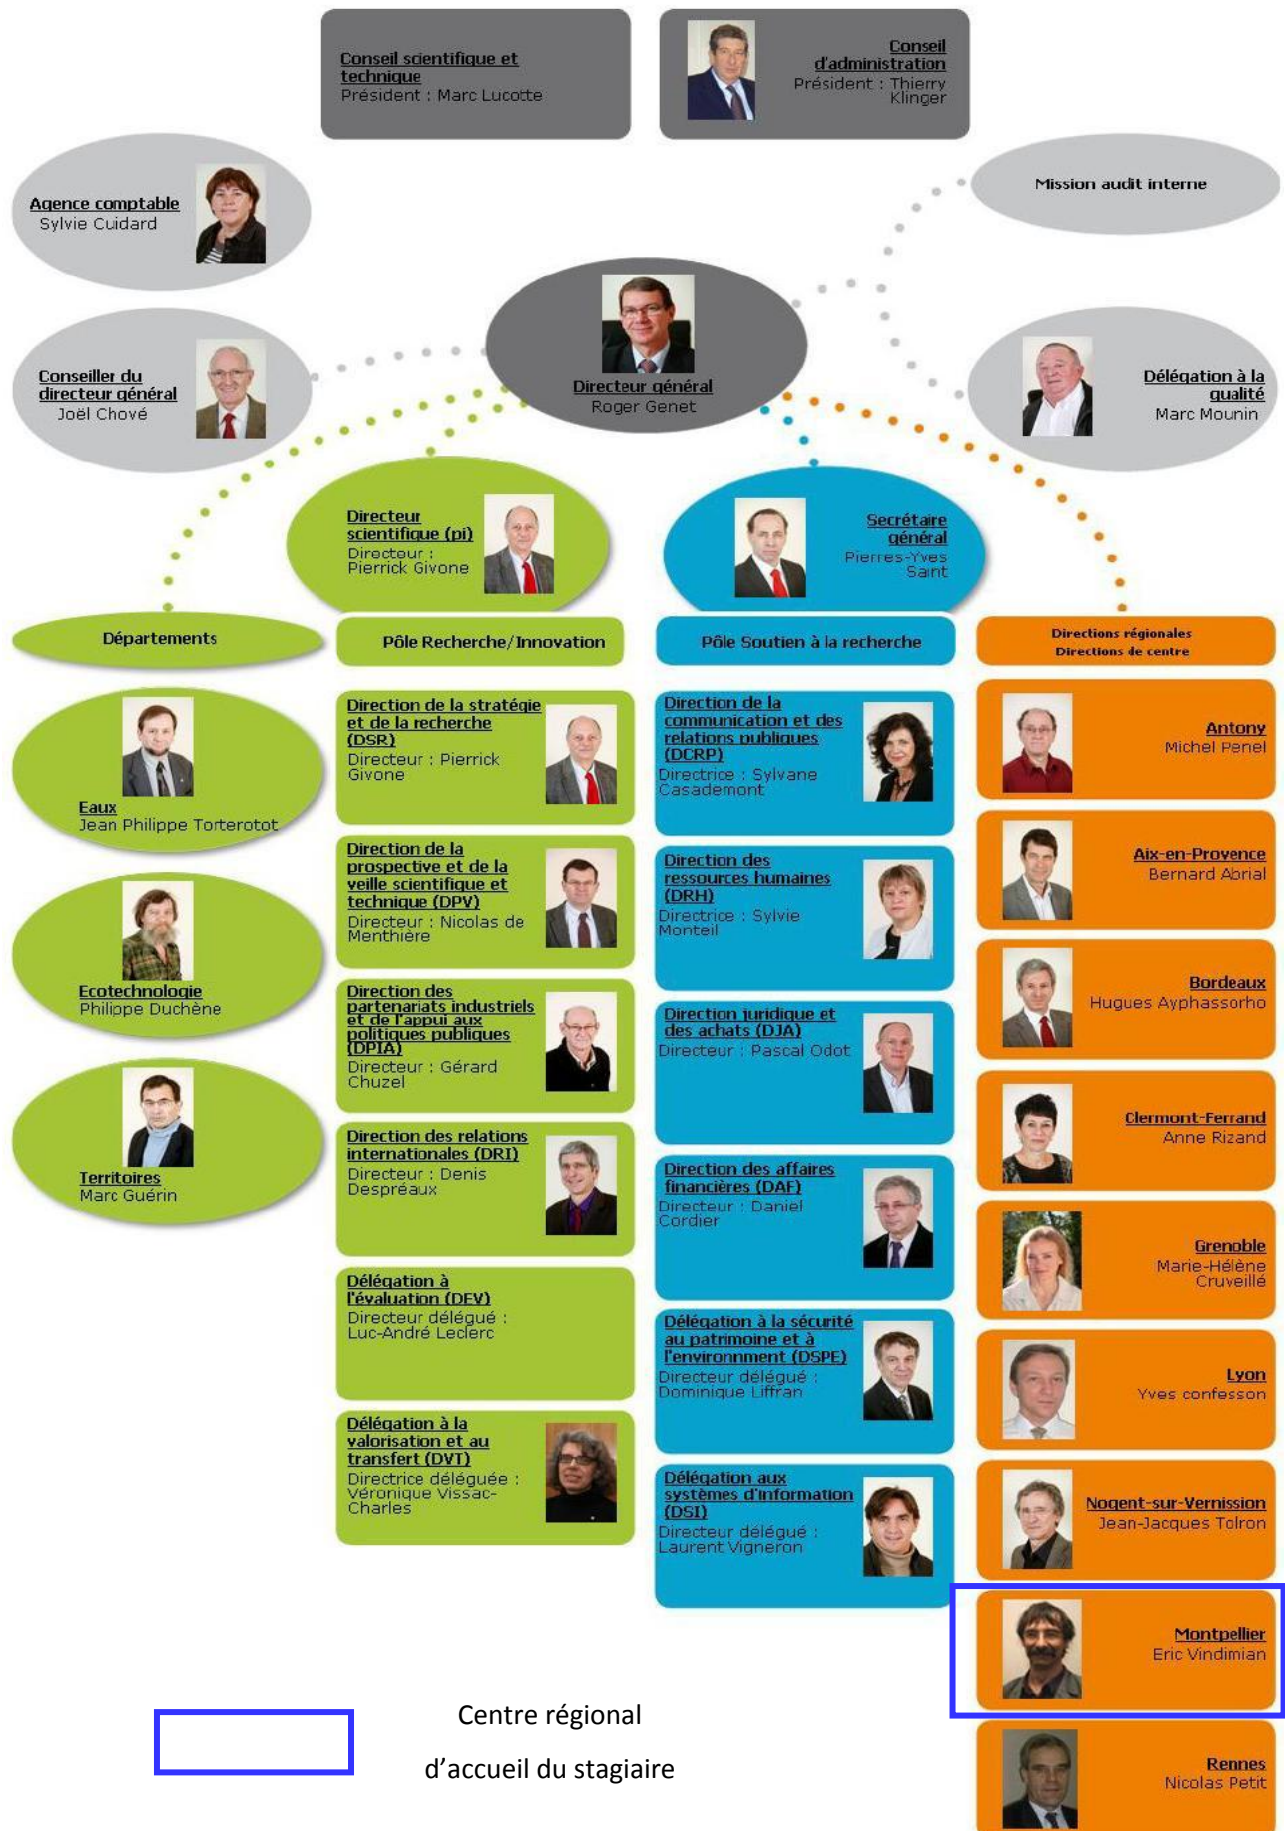 Conseil scientifique et
technique
Président : Marc Lucotte
Conseil
d'administration
Président : Thierry
Klinger
Agence comptable
Sylvie Cuidard
Mission audit interne
Conseiller du
directeur général
Joël Chové
Directeur général
Roger Genet
Délégation à la
qualité
Marc Mounin
Directeur
scientifique (pi)
Directeur :
Pierrick Givone
Secrétaire
général
Pierres-Yves
Saint
Départements
Pôle Recherche/Innovation
Pôle Soutien à la recherche
Directions régionales
Directions de centre
Eaux
Jean Philippe Torterotot
Ecotechnologie
Philippe Duchène
Territoires
Marc Guérin
Direction de la stratégie
et de la recherche
(DSR)
Directeur : Pierrick
Givone
Direction de la
prospective et de la
veille scientifique et
technique (DPV)
Directeur : Nicolas de
Menthière
Direction des
partenariats industriels
et de l'appui aux
politiques publiques
(DPIA)
Directeur : Gérard
Chuzel
Direction des relations
internationales (DRI)
Directeur : Denis
Despréaux
Délégation à
l'évaluation (DEV)
Directeur délégué :
Luc-André Leclerc
Délégation à la
valorisation et au
transfert (DVT)
Directrice déléguée :
Véronique Vissac-
Charles
Direction de la
communication et des
relations publiques
(DCRP)
Directrice : Sylvane
Casademont
Direction des
ressources humaines
(DRH)
Directrice : Sylvie
Monteil
Direction juridique et
des achats (DJA)
Directeur : Pascal Odot
Direction des affaires
financières (DAF)
Directeur : Daniel
Cordier
Délégation à la sécurité
au patrimoine et à
l'environnment (DSPE)
Directeur délégué :
Dominique Liffran
Délégation aux
systèmes d'information
(DSI)
Directeur délégué :
Laurent Vigneron
Antony
Michel Penel
Aix-en-Provence
Bernard Abrial
Bordeaux
Hugues Ayphassorho
Clermont-Ferrand
Anne Rizand
Grenoble
Marie-Hélène
Cruveillé
Lyon
Yves confesson
Nogent-sur-Vernission
Jean-Jacques Tolron
Montpellier
Eric Vindimian
Rennes
Nicolas Petit
Centre régional
d'accueil du stagiaire